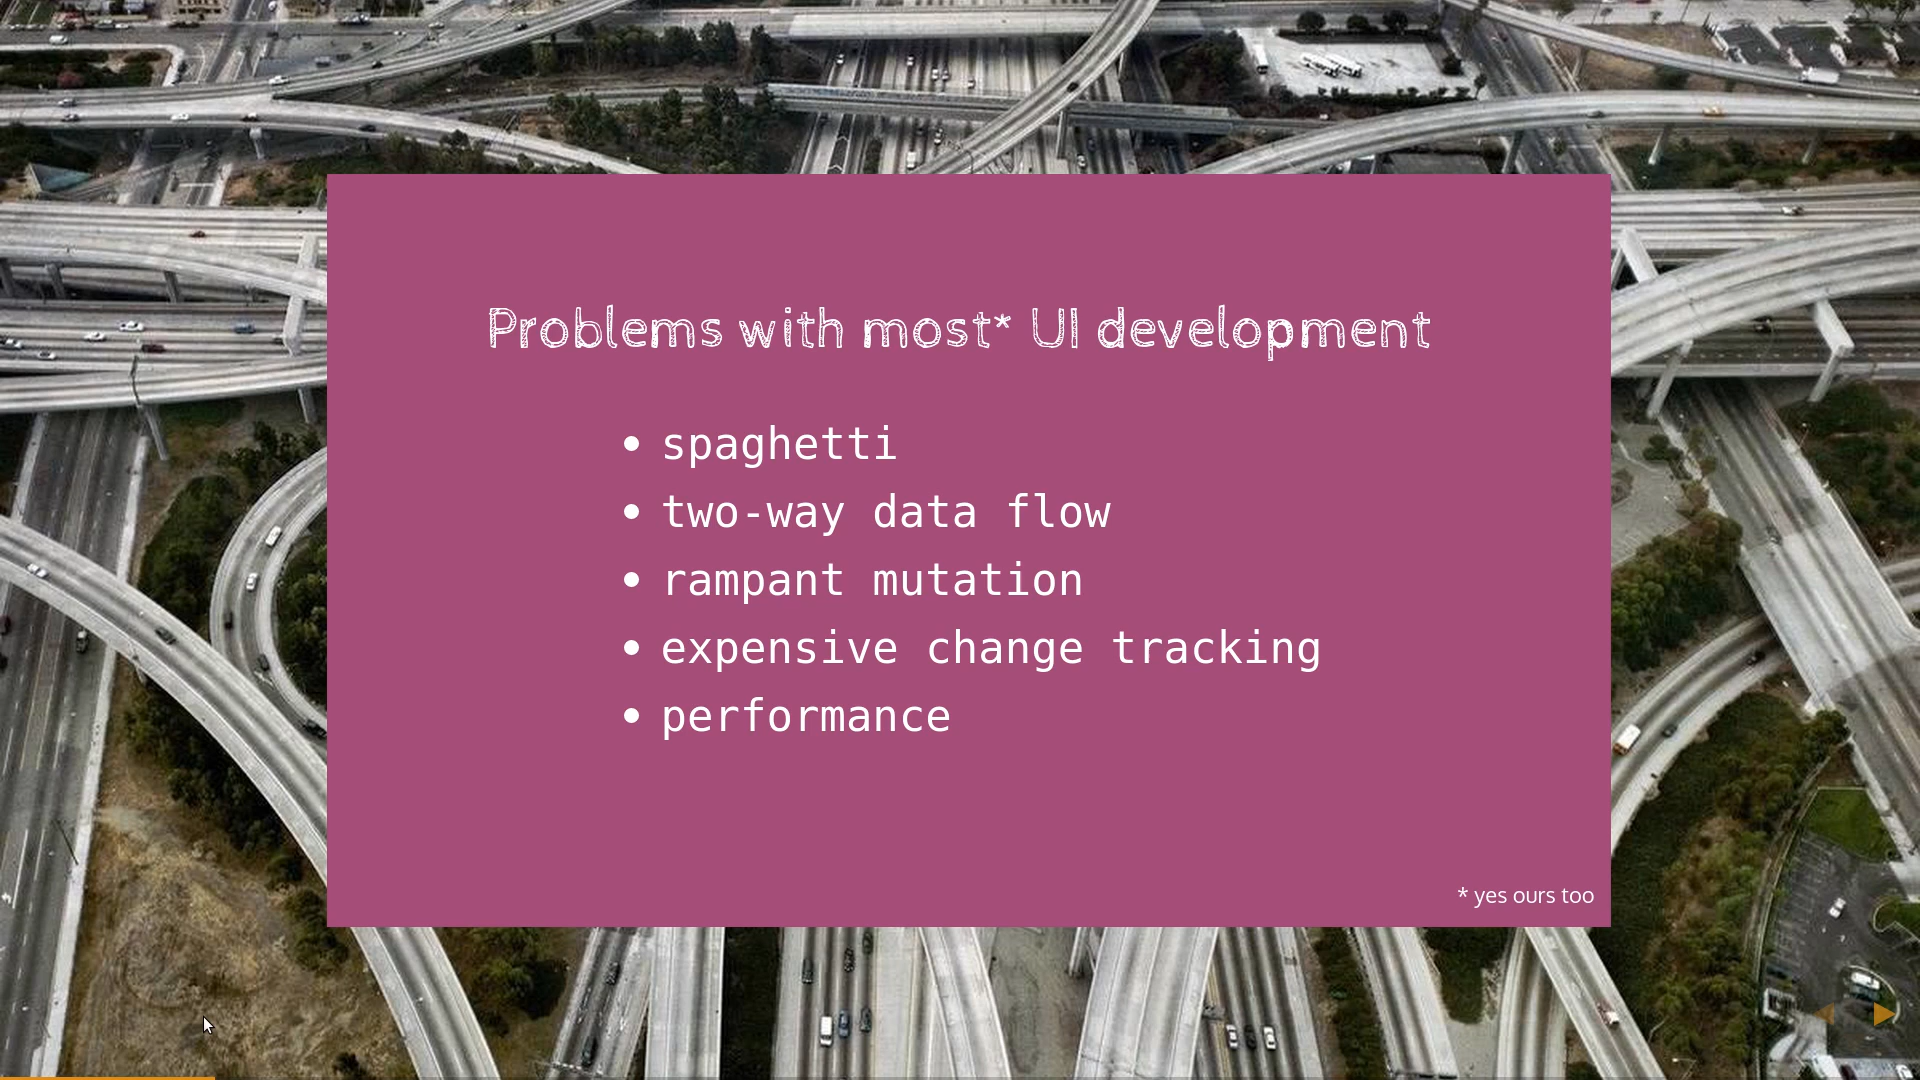 Problems with most* UI development
• spaghetti
• two-way data flow
• rampant mutation
• expensive change tracking
• performance
* yes ours too